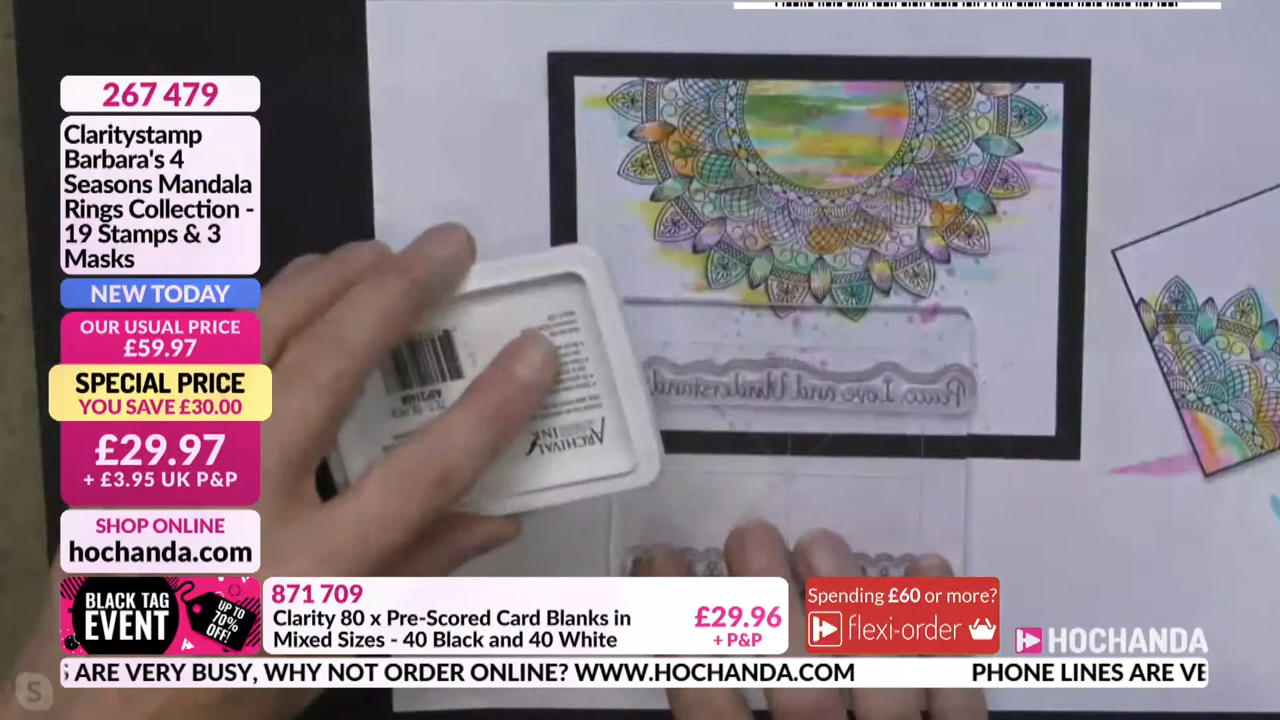 267 479
Claritystamp
Barbara's 4
Seasons Mandala
Rings Collection -
19 Stamps & 3
Masks
NEW TODAY
OUR USUAL PRICE
£59.97
SPECIAL PRICE
YOU SAVE £30.00
£29.97
+ £3.95 UK P&P
SHOP ONLINE
hochanda.com
ARCHIVAL
INK
Peace, Love and Understand
BLACK TAG
EVENT
UP TO
70%
OFF!
871 709
Clarity 80 x Pre-Scored Card Blanks in
Mixed Sizes - 40 Black and 40 White
£29.96
+ P&P
Spending £60 or more?
flexi-order
HOCHANDA
S ARE VERY BUSY, WHY NOT ORDER ONLINE? WWW.HOCHANDA.COM
PHONE LINES ARE VE
S